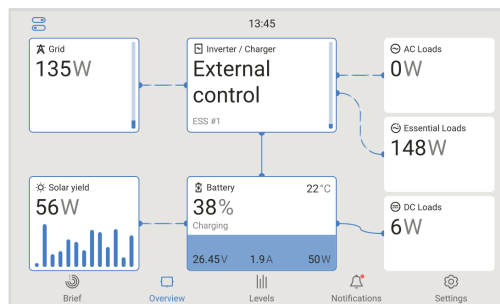 13:45
Grid
135W
Inverter / Charger
External
control
ESS #1
AC Loads
0W
Essential Loads
148W
Solar yield
56W
Battery
22°C
38%
Charging
26.45V
1.9A
50W
DC Loads
6W
Brief
Overview
Levels
Notifications
Settings